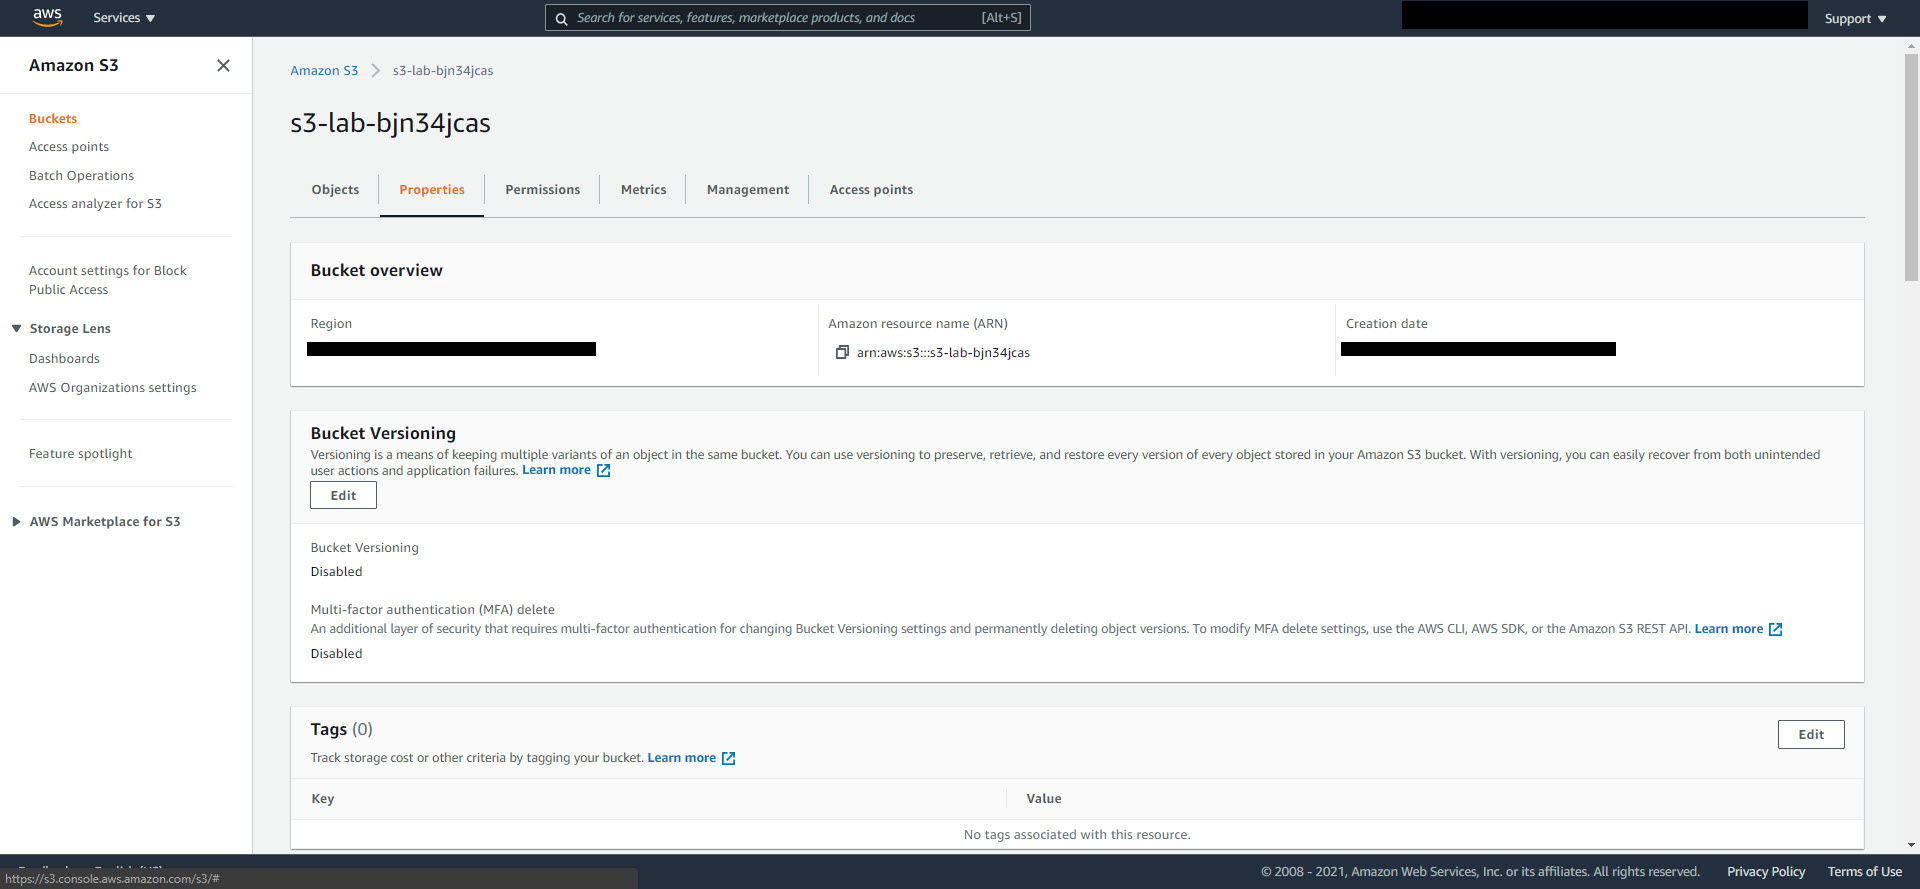 aws
Services
Search for services, features, marketplace products, and docs
[Alt+S]
Support
Amazon S3
Buckets
Access points
Batch Operations
Access analyzer for S3
Account settings for Block
Public Access
Storage Lens
Dashboards
AWS Organizations settings
Feature spotlight
AWS Marketplace for S3
Amazon S3 > s3-lab-bjn34jcas
s3-lab-bjn34jcas
Objects
Properties
Permissions
Metrics
Management
Access points
Bucket overview
Region
Amazon resource name (ARN)
arn:aws:s3:::s3-lab-bjn34jcas
Creation date
Bucket Versioning
Versioning is a means of keeping multiple variants of an object in the same bucket. You can use versioning to preserve, retrieve, and restore every version of every object stored in your Amazon S3 bucket. With versioning, you can easily recover from both unintended
user actions and application failures. Learn more
Edit
Bucket Versioning
Disabled
Multi-factor authentication (MFA) delete
An additional layer of security that requires multi-factor authentication for changing Bucket Versioning settings and permanently deleting object versions. To modify MFA delete settings, use the AWS CLI, AWS SDK, or the Amazon S3 REST API. Learn more
Disabled
Tags (0)
Edit
Track storage cost or other criteria by tagging your bucket. Learn more
Key
Value
No tags associated with this resource.
https://s3.console.aws.amazon.com/s3/#
© 2008 - 2021, Amazon Web Services, Inc. or its affiliates. All rights reserved.
Privacy Policy
Terms of Use